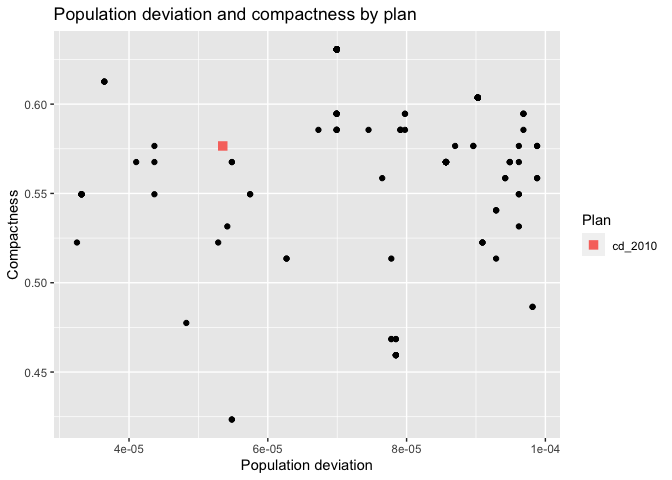 Population deviation and compactness by plan
0.60
0.55
0.50
0.45
Compactness
4e-05 6e-05 8e-05 1e-04
Population deviation
Plan
cd_2010